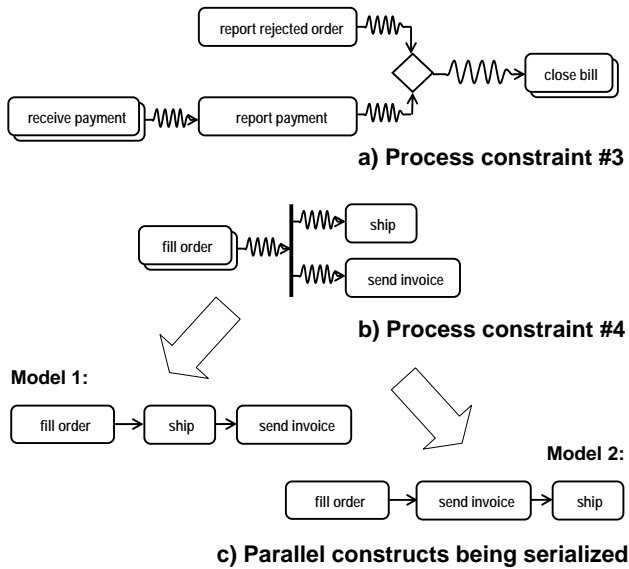 report rejected order
close bill
receive payment
report payment
a) Process constraint #3
ship
fill order
send invoice
b) Process constraint #4
Model 1:
fill order
ship
send invoice
Model 2:
fill order
send invoice
ship
c) Parallel constructs being serialized